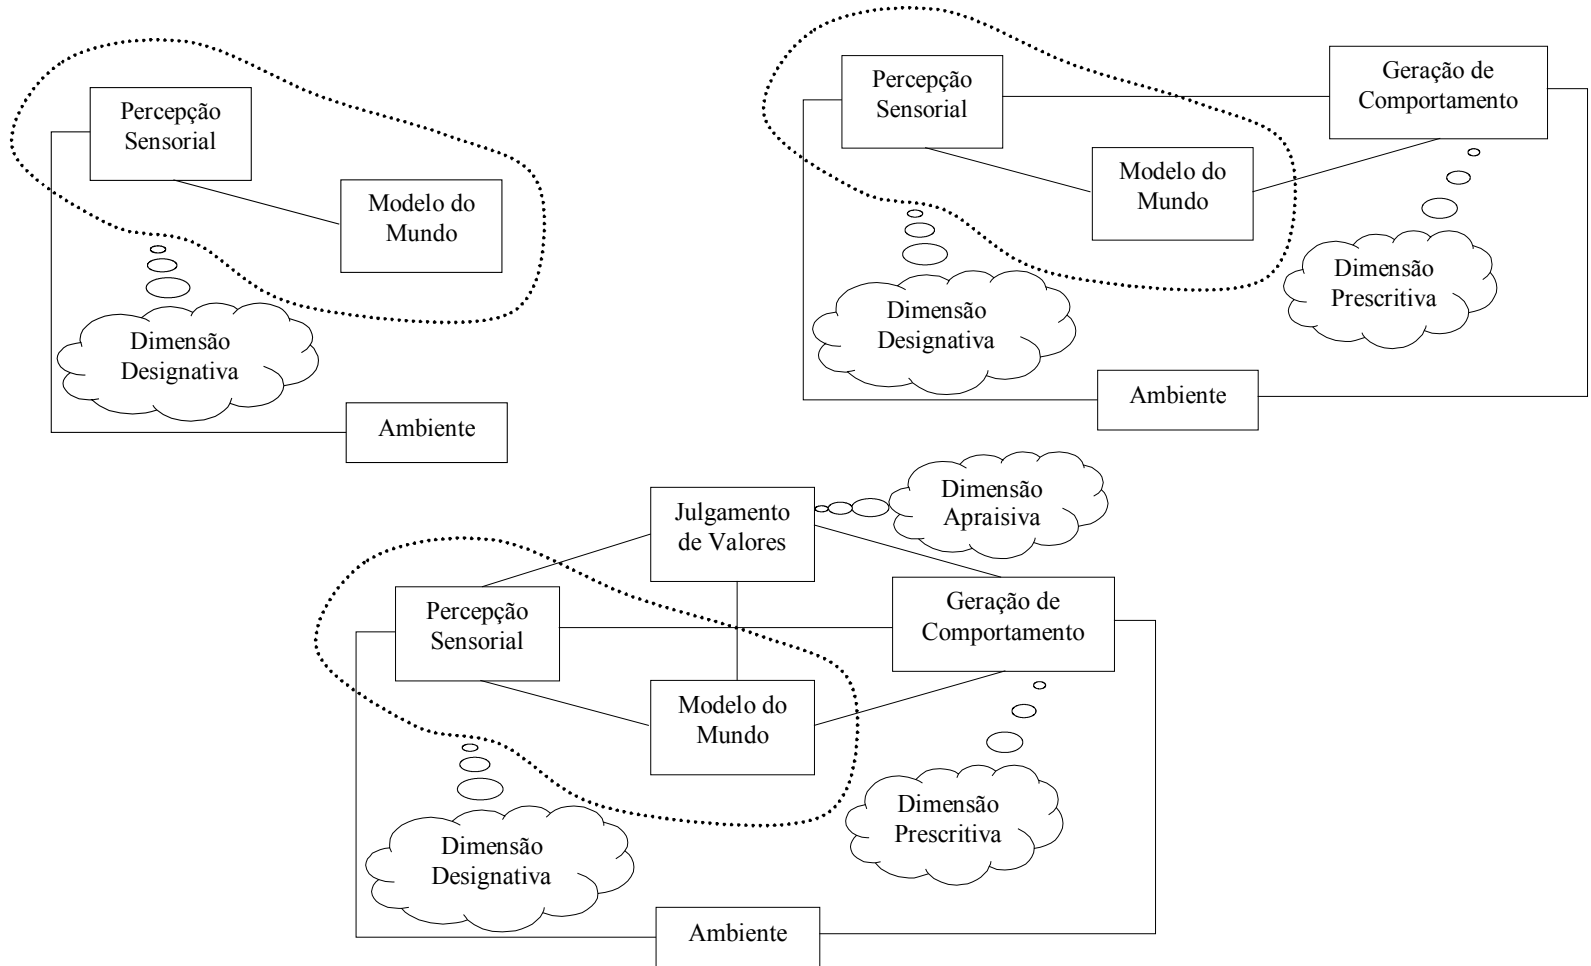 Percepção
Sensorial
Modelo do
Mundo
Dimensão
Designativa
Ambiente
Percepção
Sensorial
Geração de
Comportamento
Modelo do
Mundo
Dimensão
Designativa
Dimensão
Prescritiva
Ambiente
Julgamento
de Valores
Dimensão
Apraisiva
Percepção
Sensorial
Geração de
Comportamento
Modelo do
Mundo
Dimensão
Designativa
Dimensão
Prescritiva
Ambiente